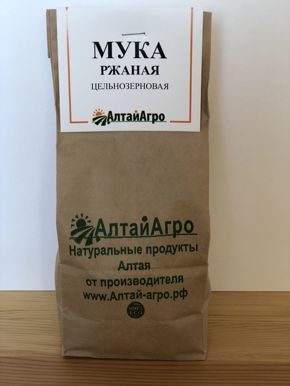 МУКА
РЖАНАЯ
ЦЕЛЬНОЗЕРНОВАЯ
АлтайАгро
АлтайАгро
Натуральные продукты
Алтая
от производителя
www.Алтай-агро.рф